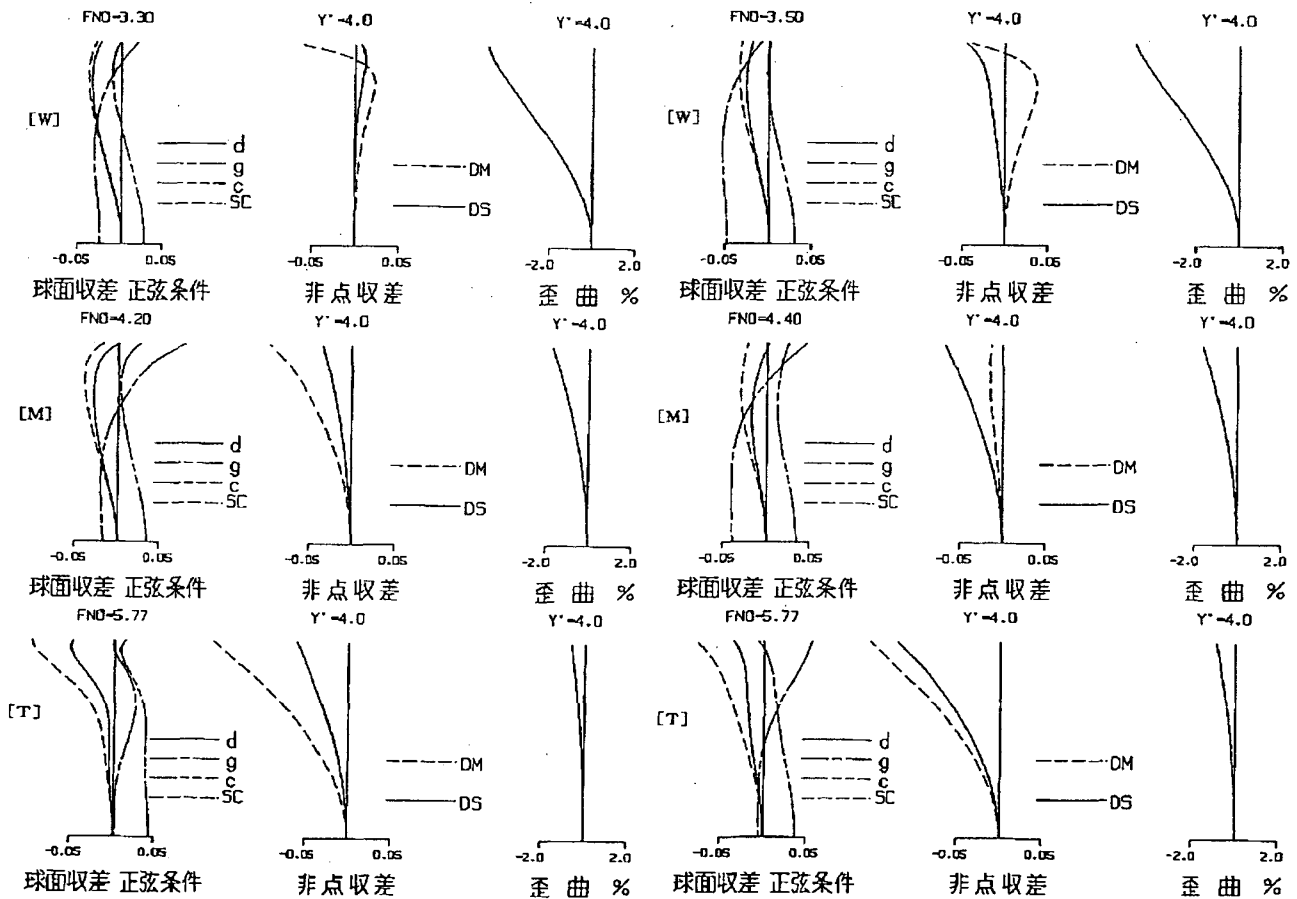 FNO=3.30
Y'=4.0
Y'=4.0
[W]
d
g
c
SC
DM
DS
-0.05 0.05
-0.05 0.05
-2.0 2.0
球面収差 正弦条件
非点収差
歪 曲 %
FNO=4.20
Y'=4.0
Y'=4.0
[M]
d
g
c
SC
DM
DS
-0.05 0.05
-0.05 0.05
-2.0 2.0
球面収差 正弦条件
非点収差
歪 曲 %
FNO=5.77
Y'=4.0
Y'=4.0
[T]
d
g
c
SC
DM
DS
-0.05 0.05
-0.05 0.05
-2.0 2.0
球面収差 正弦条件
非点収差
歪 曲 %
FNO=3.50
Y'=4.0
Y'=4.0
[W]
d
g
c
SC
DM
DS
-0.05 0.05
-0.05 0.05
-2.0 2.0
球面収差 正弦条件
非点収差
歪 曲 %
FNO=4.40
Y'=4.0
Y'=4.0
[M]
d
g
c
SC
DM
DS
-0.05 0.05
-0.05 0.05
-2.0 2.0
球面収差 正弦条件
非点収差
歪 曲 %
FNO=5.77
Y'=4.0
Y'=4.0
[T]
d
g
c
SC
DM
DS
-0.05 0.05
-0.05 0.05
-2.0 2.0
球面収差 正弦条件
非点収差
歪 曲 %